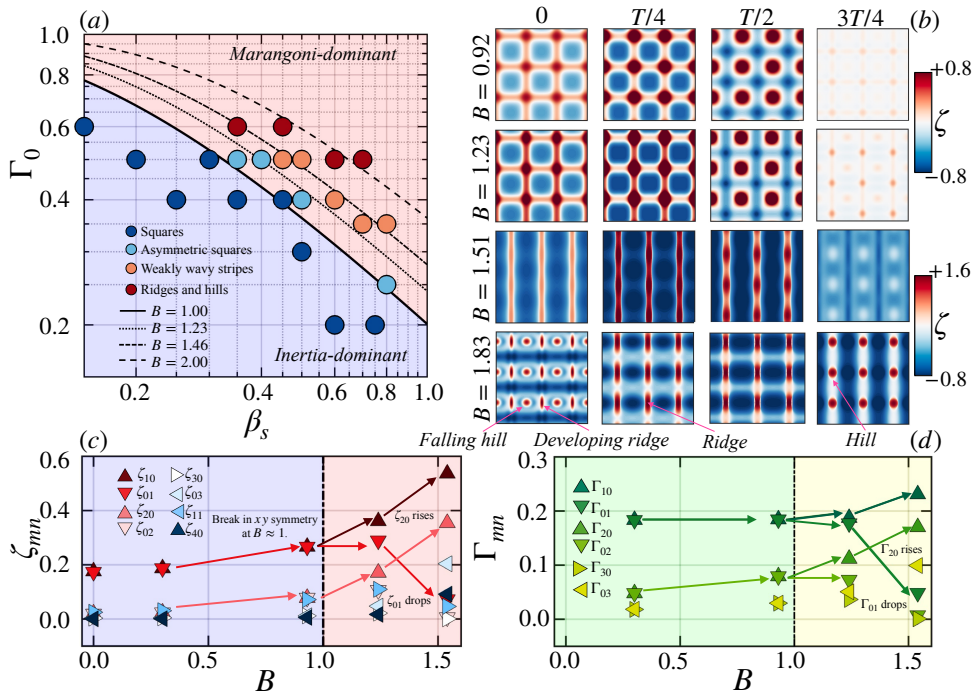 (a)
1.0
0.8
0.6
0.4
0.2
Γ0
Marangoni-dominant
Squares
Asymmetric squares
Weakly wavy stripes
Ridges and hills
B = 1.00
B = 1.23
B = 1.46
B = 2.00
Inertia-dominant
0.2 0.4 0.6 0.8 1.0
βs
0 T/4 T/2 3T/4 (b)
B = 0.92
B = 1.23
B = 1.51
B = 1.83
+0.8
ζ
−0.8
+1.6
ζ
−0.8
Falling hill Developing ridge Ridge Hill
(c)
0.6
0.4
0.2
0.0
ζmn
ζ10 ζ30
ζ01 ζ03
ζ20 ζ11
ζ02 ζ40
Break in xy symmetry
at B ≈ 1.
ζ20 rises
ζ01 drops
0.0 0.5 1.0 1.5
B
(d)
0.3
0.2
0.1
0.0
Γmn
Γ10
Γ01
Γ20
Γ02
Γ30
Γ03
Γ20 rises
Γ01 drops
0.0 0.5 1.0 1.5
B